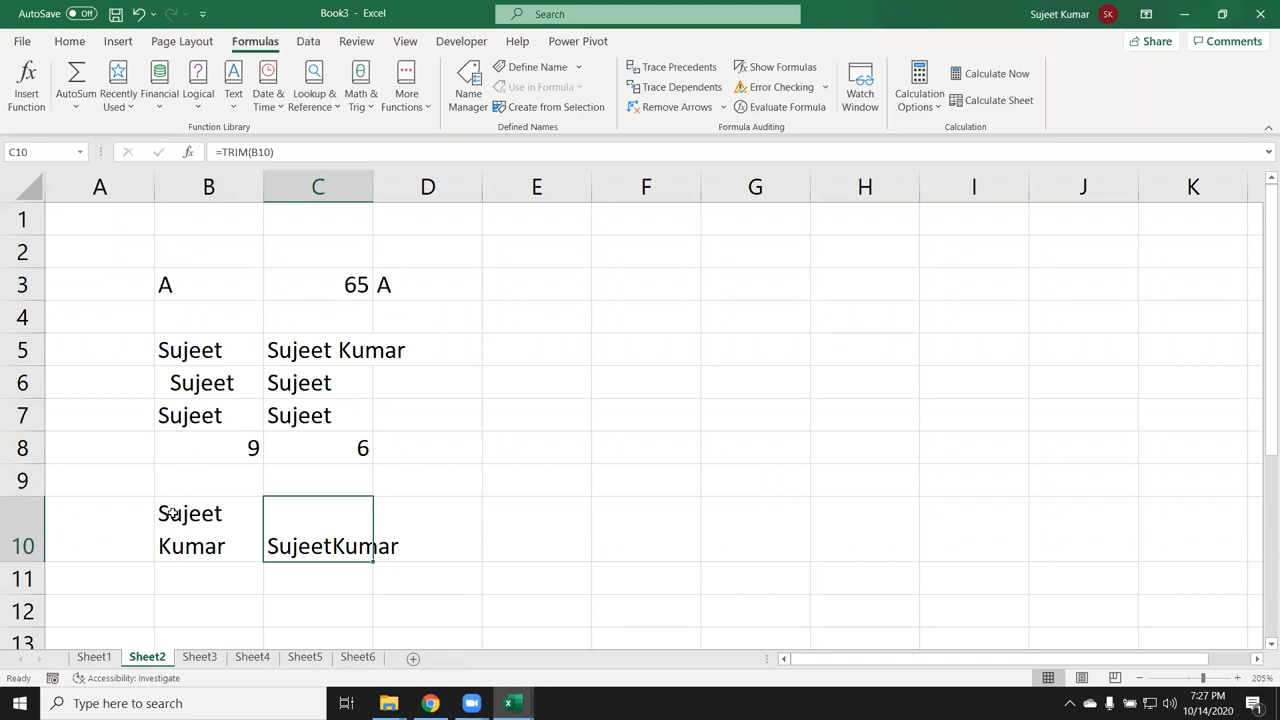 AutoSave Off Book3 - Excel Search Sujeet Kumar SK
File Home Insert Page Layout Formulas Data Review View Developer Help Power Pivot Share Comments
Insert Function
AutoSum
Recently Used
Financial
Logical
Text
Date & Time
Lookup & Reference
Math & Trig
More Functions
Function Library
Name Manager
Define Name
Use in Formula
Create from Selection
Defined Names
Trace Precedents
Trace Dependents
Remove Arrows
Show Formulas
Error Checking
Evaluate Formula
Formula Auditing
Watch Window
Calculation Options
Calculate Now
Calculate Sheet
Calculation
C10 fx =TRIM(B10)
A B C D E F G H I J K
1
2
3 A 65 A
4
5 Sujeet Sujeet Kumar
6 Sujeet Sujeet
7 Sujeet Sujeet
8 9 6
9
Sujeet
10 Kumar SujeetKumar
11
12
13
Sheet1 Sheet2 Sheet3 Sheet4 Sheet5 Sheet6
Ready Accessibility: Investigate 205%
Type here to search
7:27 PM
10/14/2020
1